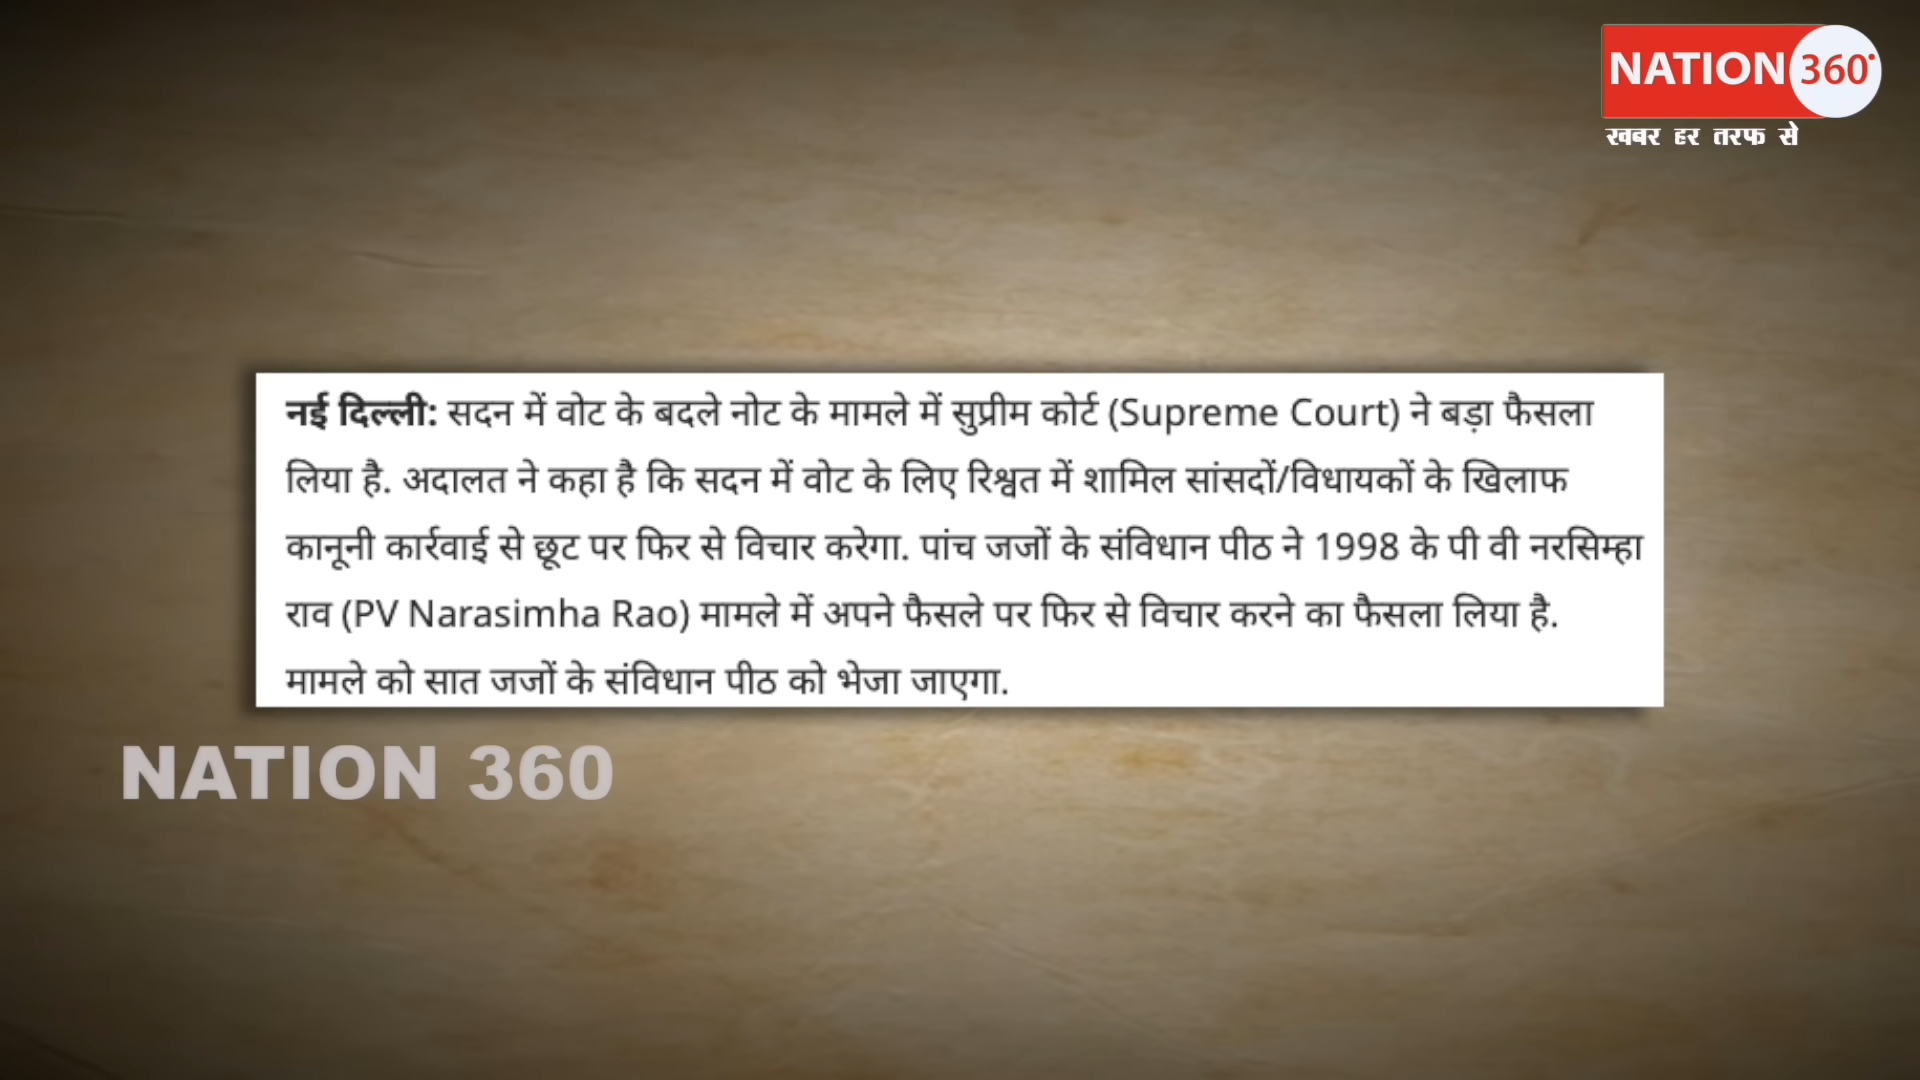 NATION 360°
खबर हर तरफ से
नई दिल्ली: सदन में वोट के बदले नोट के मामले में सुप्रीम कोर्ट (Supreme Court) ने बड़ा फैसला
लिया है. अदालत ने कहा है कि सदन में वोट के लिए रिश्वत में शामिल सांसदों/विधायकों के खिलाफ
कानूनी कार्रवाई से छूट पर फिर से विचार करेगा. पांच जजों के संविधान पीठ ने 1998 के पी वी नरसिम्हा
राव (PV Narasimha Rao) मामले में अपने फैसले पर फिर से विचार करने का फैसला लिया है.
मामले को सात जजों के संविधान पीठ को भेजा जाएगा.
NATION 360